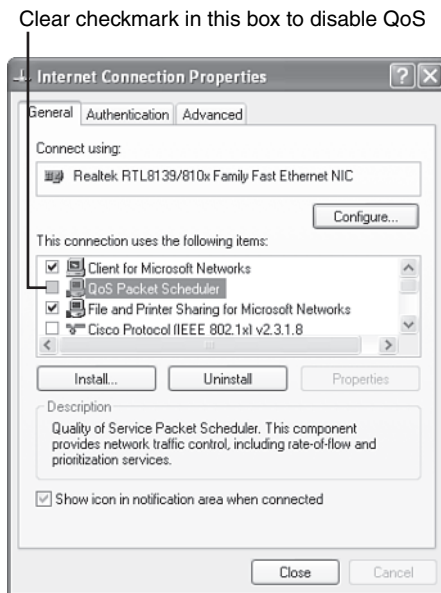 Clear checkmark in this box to disable QoS
Internet Connection Properties
General Authentication Advanced
Connect using:
Realtek RTL8139/810x Family Fast Ethernet NIC
Configure...
This connection uses the following items:
Client for Microsoft Networks
QoS Packet Scheduler
File and Printer Sharing for Microsoft Networks
Cisco Protocol (IEEE 802.1x) v2.3.1.8
Install... Uninstall Properties
Description
Quality of Service Packet Scheduler. This component
provides network traffic control, including rate-of-flow and
prioritization services.
Show icon in notification area when connected
Close Cancel